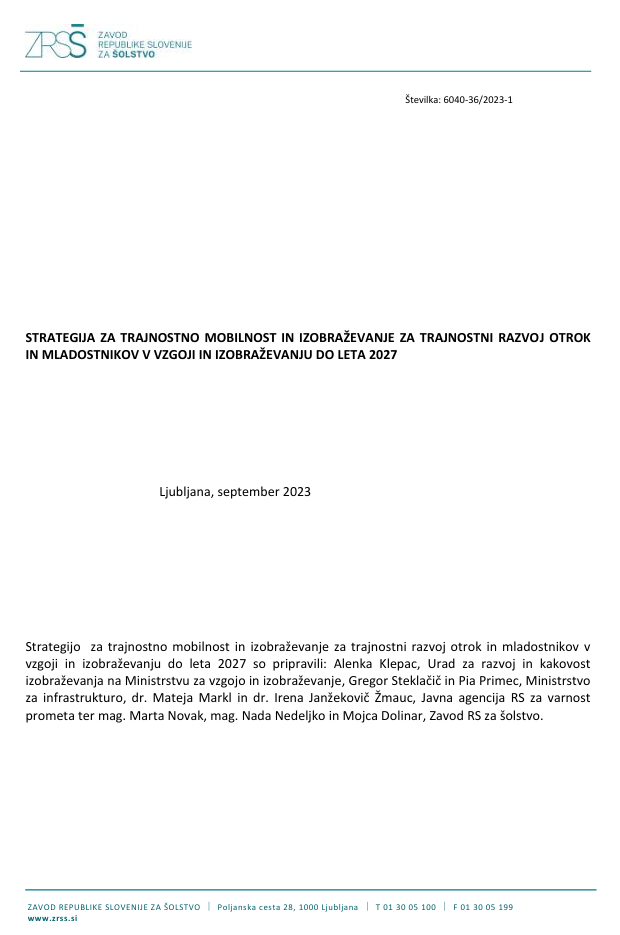 ZRSŠ
ZAVOD
REPUBLIKE SLOVENIJE
ZA ŠOLSTVO
Številka: 6040-36/2023-1
STRATEGIJA ZA TRAJNOSTNO MOBILNOST IN IZOBRAŽEVANJE ZA TRAJNOSTNI RAZVOJ OTROK
IN MLADOSTNIKOV V VZGOJI IN IZOBRAŽEVANJU DO LETA 2027
Ljubljana, september 2023
Strategijo za trajnostno mobilnost in izobraževanje za trajnostni razvoj otrok in mladostnikov v
vzgoji in izobraževanju do leta 2027 so pripravili: Alenka Klepac, Urad za razvoj in kakovost
izobraževanja na Ministrstvu za vzgojo in izobraževanje, Gregor Steklačič in Pia Primec, Ministrstvo
za infrastrukturo, dr. Mateja Markl in dr. Irena Janžekovič Žmauc, Javna agencija RS za varnost
prometa ter mag. Marta Novak, mag. Nada Nedeljko in Mojca Dolinar, Zavod RS za šolstvo.
ZAVOD REPUBLIKE SLOVENIJE ZA ŠOLSTVO | Poljanska cesta 28, 1000 Ljubljana | T 01 30 05 100 | F 01 30 05 199
www.zrss.si